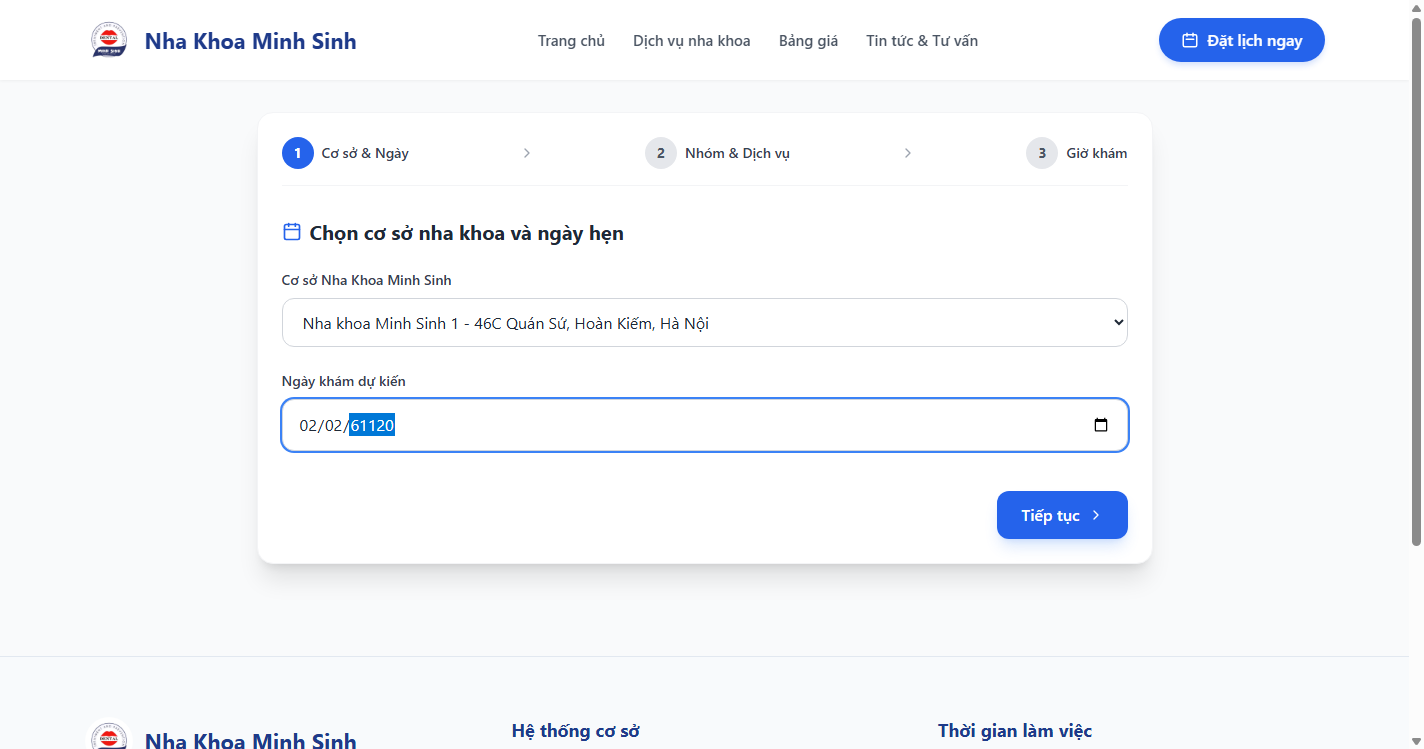 Nha Khoa Minh Sinh
Trang chủ
Dịch vụ nha khoa
Bảng giá
Tin tức & Tư vấn
Đặt lịch ngay
1 Cơ sở & Ngày
2 Nhóm & Dịch vụ
3 Giờ khám
Chọn cơ sở nha khoa và ngày hẹn
Cơ sở Nha Khoa Minh Sinh
Nha khoa Minh Sinh 1 - 46C Quán Sứ, Hoàn Kiếm, Hà Nội
Ngày khám dự kiến
02/02/61120
Tiếp tục
Nha Khoa Minh Sinh
Hệ thống cơ sở
Thời gian làm việc